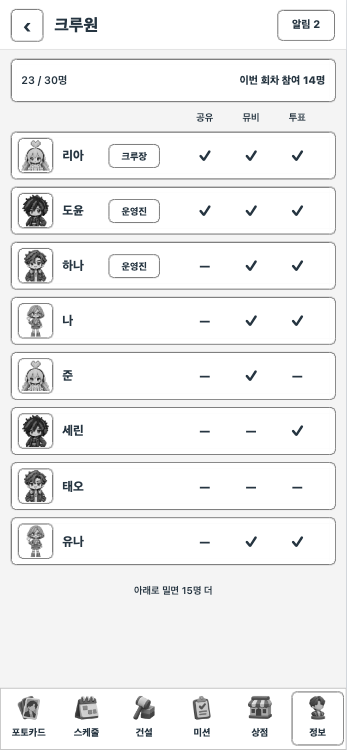 크루원
알림 2
23 / 30명
이번 회차 참여 14명
공유 뮤비 투표
리아 크루장
도윤 운영진
하나 운영진
나
준
세린
태오
유나
아래로 밀면 15명 더
포토카드 스케줄 건설 미션 상점 정보